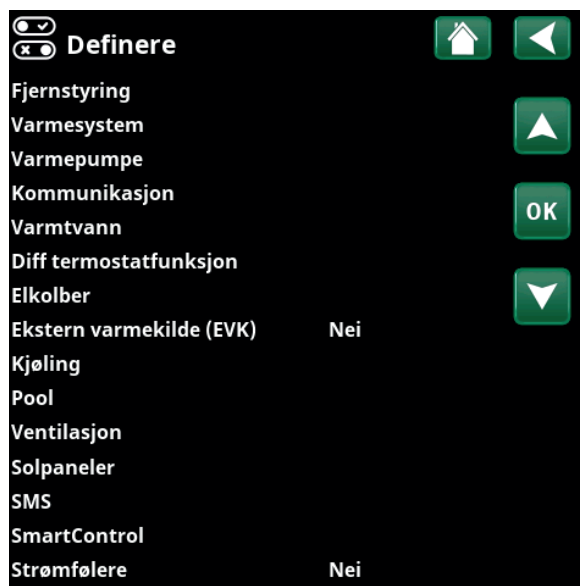 Definere
Fjernstyring
Varmesystem
Varmepumpe
Kommunikasjon
OK
Varmtvann
Diff termostatfunksjon
Elkolber
Ekstern varmekilde (EVK) Nei
Kjøling
Pool
Ventilasjon
Solpaneler
SMS
SmartControl
Strømfølere Nei